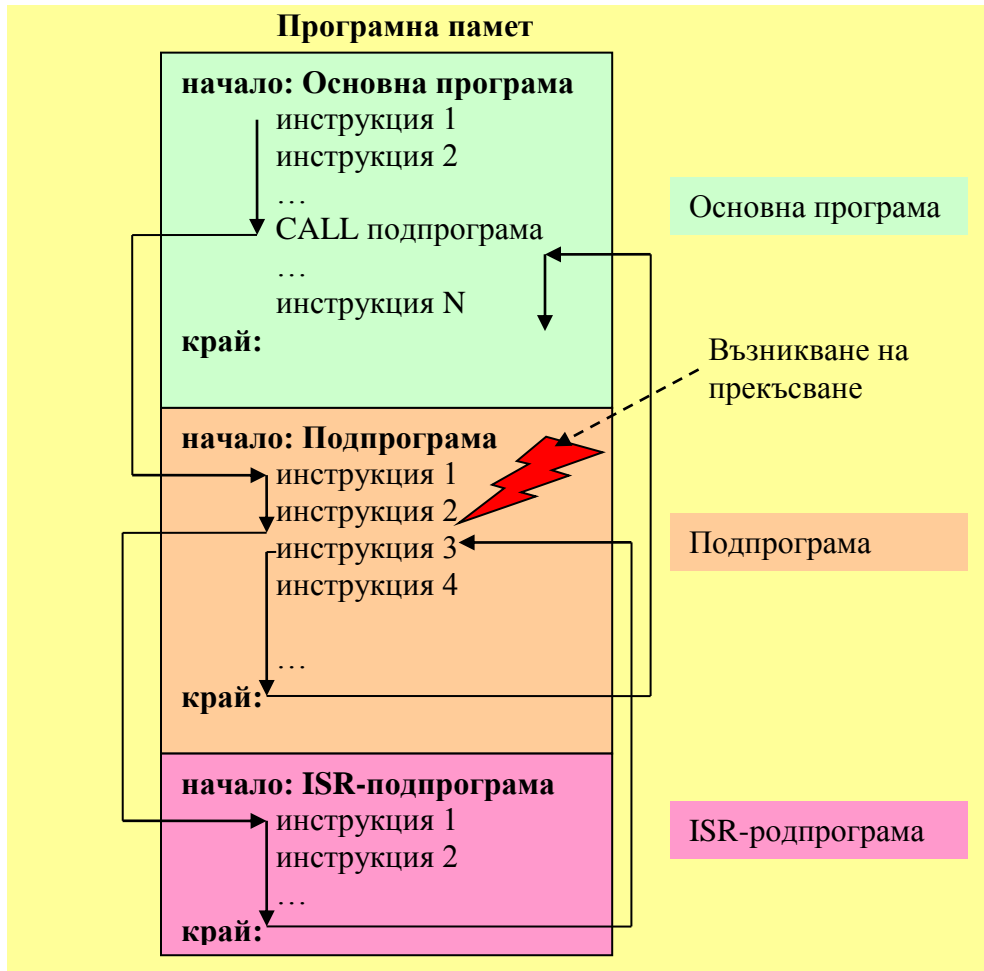 Програмна памет
начало: Основна програма
инструкция 1
инструкция 2
…
CALL подпрограма
…
инструкция N
край:
Основна програма
Възникване на
прекъсване
начало: Подпрограма
инструкция 1
инструкция 2
инструкция 3
инструкция 4
…
край:
Подпрограма
начало: ISR-подпрограма
инструкция 1
инструкция 2
…
край:
ISR-родпрограма